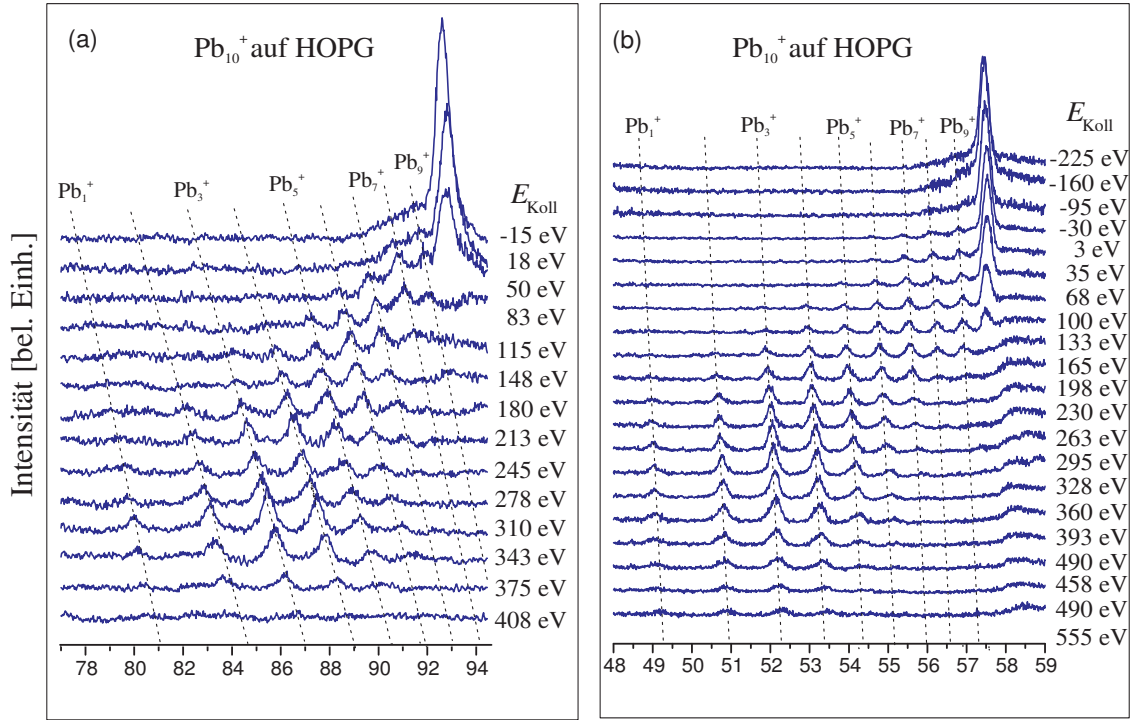 Intensität [bel. Einh.]
(a)
Pb₁₀⁺ auf HOPG
Pb₁⁺
Pb₃⁺
Pb₅⁺
Pb₇⁺
Pb₉⁺
E_Koll
-15 eV
18 eV
50 eV
83 eV
115 eV
148 eV
180 eV
213 eV
245 eV
278 eV
310 eV
343 eV
375 eV
408 eV
78 80 82 84 86 88 90 92 94
(b)
Pb₁₀⁺ auf HOPG
Pb₁⁺ Pb₃⁺ Pb₅⁺ Pb₇⁺ Pb₉⁺
E_Koll
-225 eV
-160 eV
-95 eV
-30 eV
3 eV
35 eV
68 eV
100 eV
133 eV
165 eV
198 eV
230 eV
263 eV
295 eV
328 eV
360 eV
393 eV
490 eV
458 eV
490 eV
555 eV
48 49 50 51 52 53 54 55 56 57 58 59